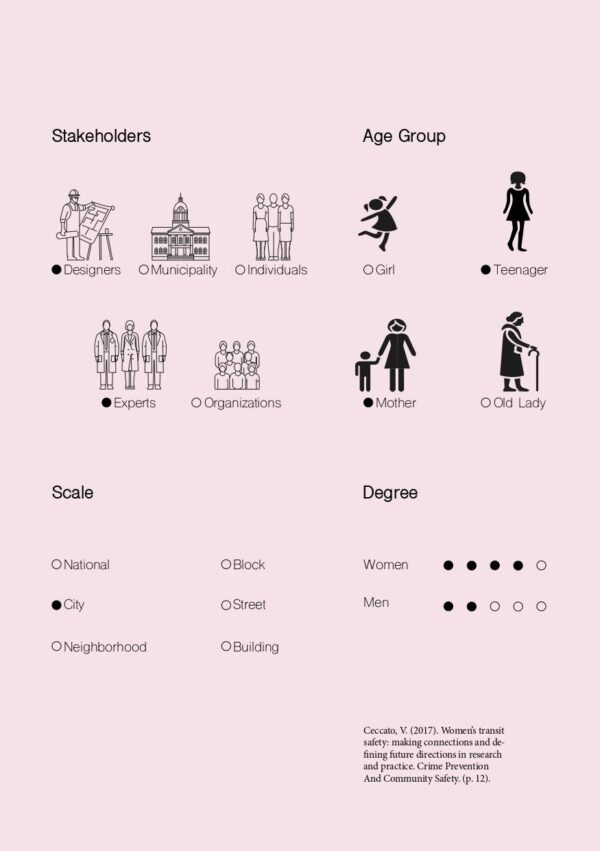 Stakeholders
Age Group
Designers
Municipality
Individuals
Girl
Teenager
Experts
Organizations
Mother
Old Lady
Scale
Degree
National
Block
Women
City
Street
Men
Neighborhood
Building
Ceccato, V. (2017). Women's transit
safety: making connections and de-
fining future directions in research
and practice. Crime Prevention
And Community Safety. (p. 12).